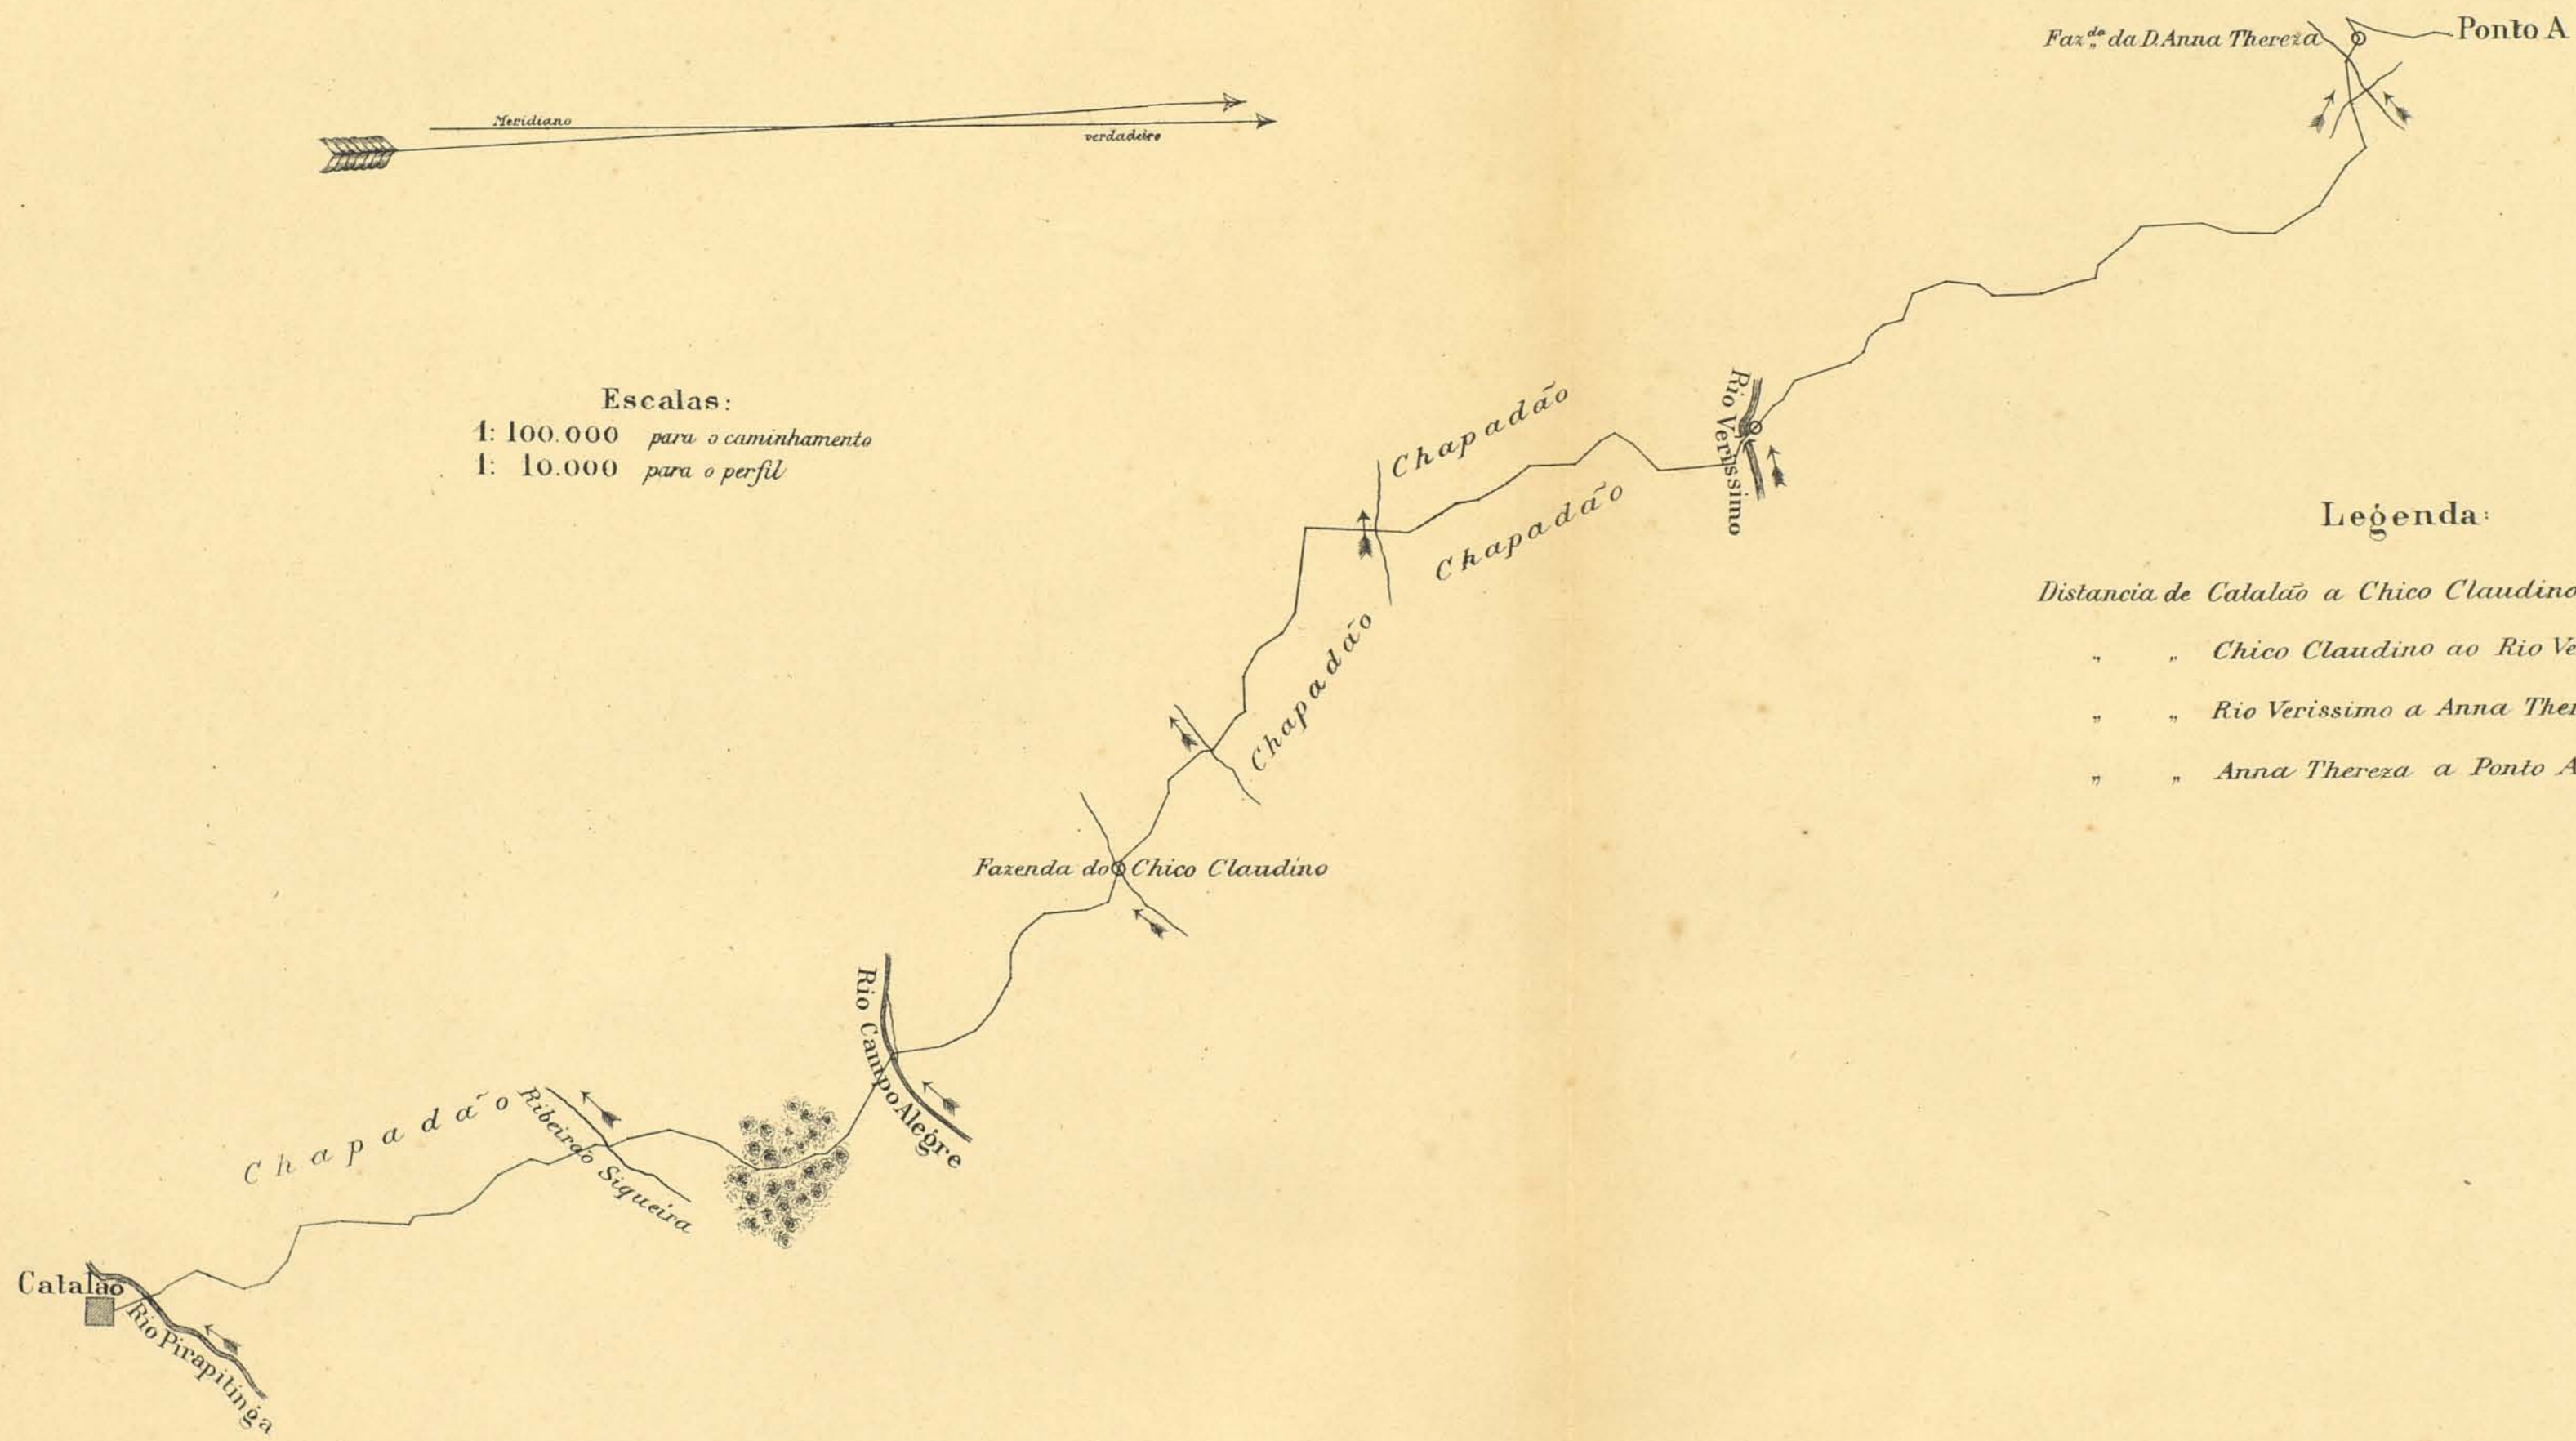 Faz.da da D. Anna Thereza
Ponto A
Meridiano
verdadeiro
Escalas:
1: 100.000 para o caminhamento
1: 10.000 para o perfil
Chapadão
Rio Verissimo
Chapadão
Legenda:
Distancia de Catalão a Chico Claudino
„ „ Chico Claudino ao Rio Ve
„ „ Rio Verissimo a Anna Ther
„ „ Anna Thereza a Ponto A
Chapadão
Fazenda do Chico Claudino
Rio Campo Alegre
Chapadão
Ribeirão Siqueira
Catalão
Rio Pirapitinga